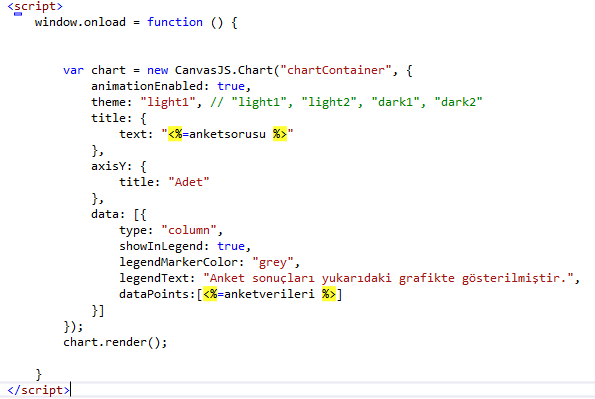 <script>
window.onload = function () {
var chart = new CanvasJS.Chart("chartContainer", {
animationEnabled: true,
theme: "light1", // "light1", "light2", "dark1", "dark2"
title: {
text: "<%=anketsorusu %>"
},
axisY: {
title: "Adet"
},
data: [{
type: "column",
showInLegend: true,
legendMarkerColor: "grey",
legendText: "Anket sonuçları yukarıdaki grafikte gösterilmiştir.",
dataPoints:[<%=anketverileri %>]
}]
});
chart.render();
}
</script>